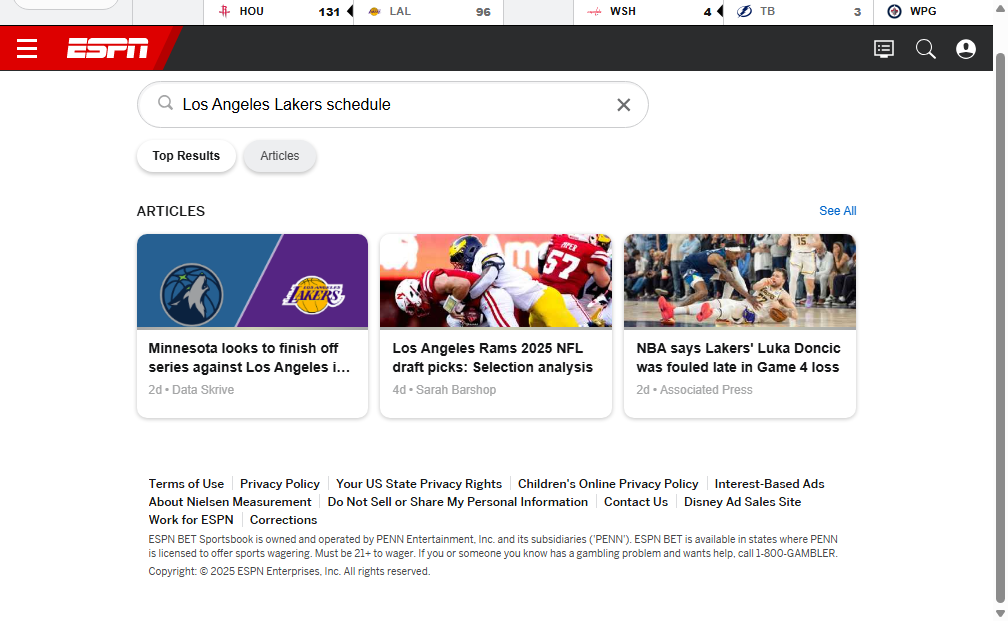 HOU 131 LAL 96 WSH 4 TB 3 WPG
ESPN
Los Angeles Lakers schedule
Top Results Articles
ARTICLES See All
LOS ANGELES
LAKERS
PIPER
57
15
Minnesota looks to finish off
series against Los Angeles i...
2d • Data Skrive
Los Angeles Rams 2025 NFL
draft picks: Selection analysis
4d • Sarah Barshop
NBA says Lakers' Luka Doncic
was fouled late in Game 4 loss
2d • Associated Press
Terms of Use Privacy Policy Your US State Privacy Rights Children's Online Privacy Policy Interest-Based Ads
About Nielsen Measurement Do Not Sell or Share My Personal Information Contact Us Disney Ad Sales Site
Work for ESPN Corrections
ESPN BET Sportsbook is owned and operated by PENN Entertainment, Inc. and its subsidiaries ('PENN'). ESPN BET is available in states where PENN
is licensed to offer sports wagering. Must be 21+ to wager. If you or someone you know has a gambling problem and wants help, call 1-800-GAMBLER.
Copyright: © 2025 ESPN Enterprises, Inc. All rights reserved.